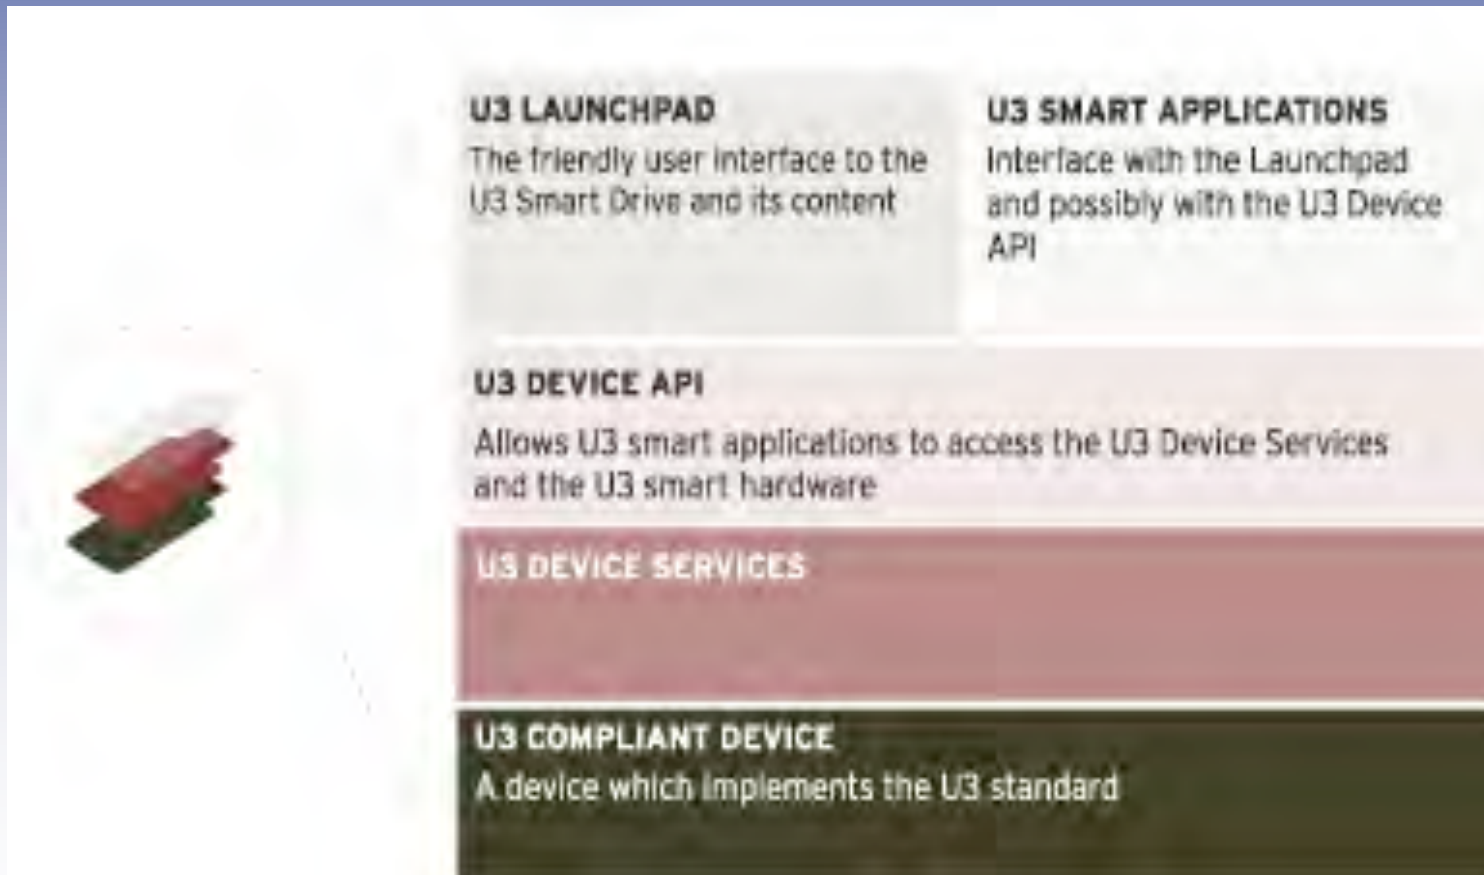 U3 LAUNCHPAD
The friendly user interface to the
U3 Smart Drive and its content
U3 SMART APPLICATIONS
Interface with the Launchpad
and possibly with the U3 Device
API
U3 DEVICE API
Allows U3 smart applications to access the U3 Device Services
and the U3 smart hardware
U3 DEVICE SERVICES
U3 COMPLIANT DEVICE
A device which implements the U3 standard